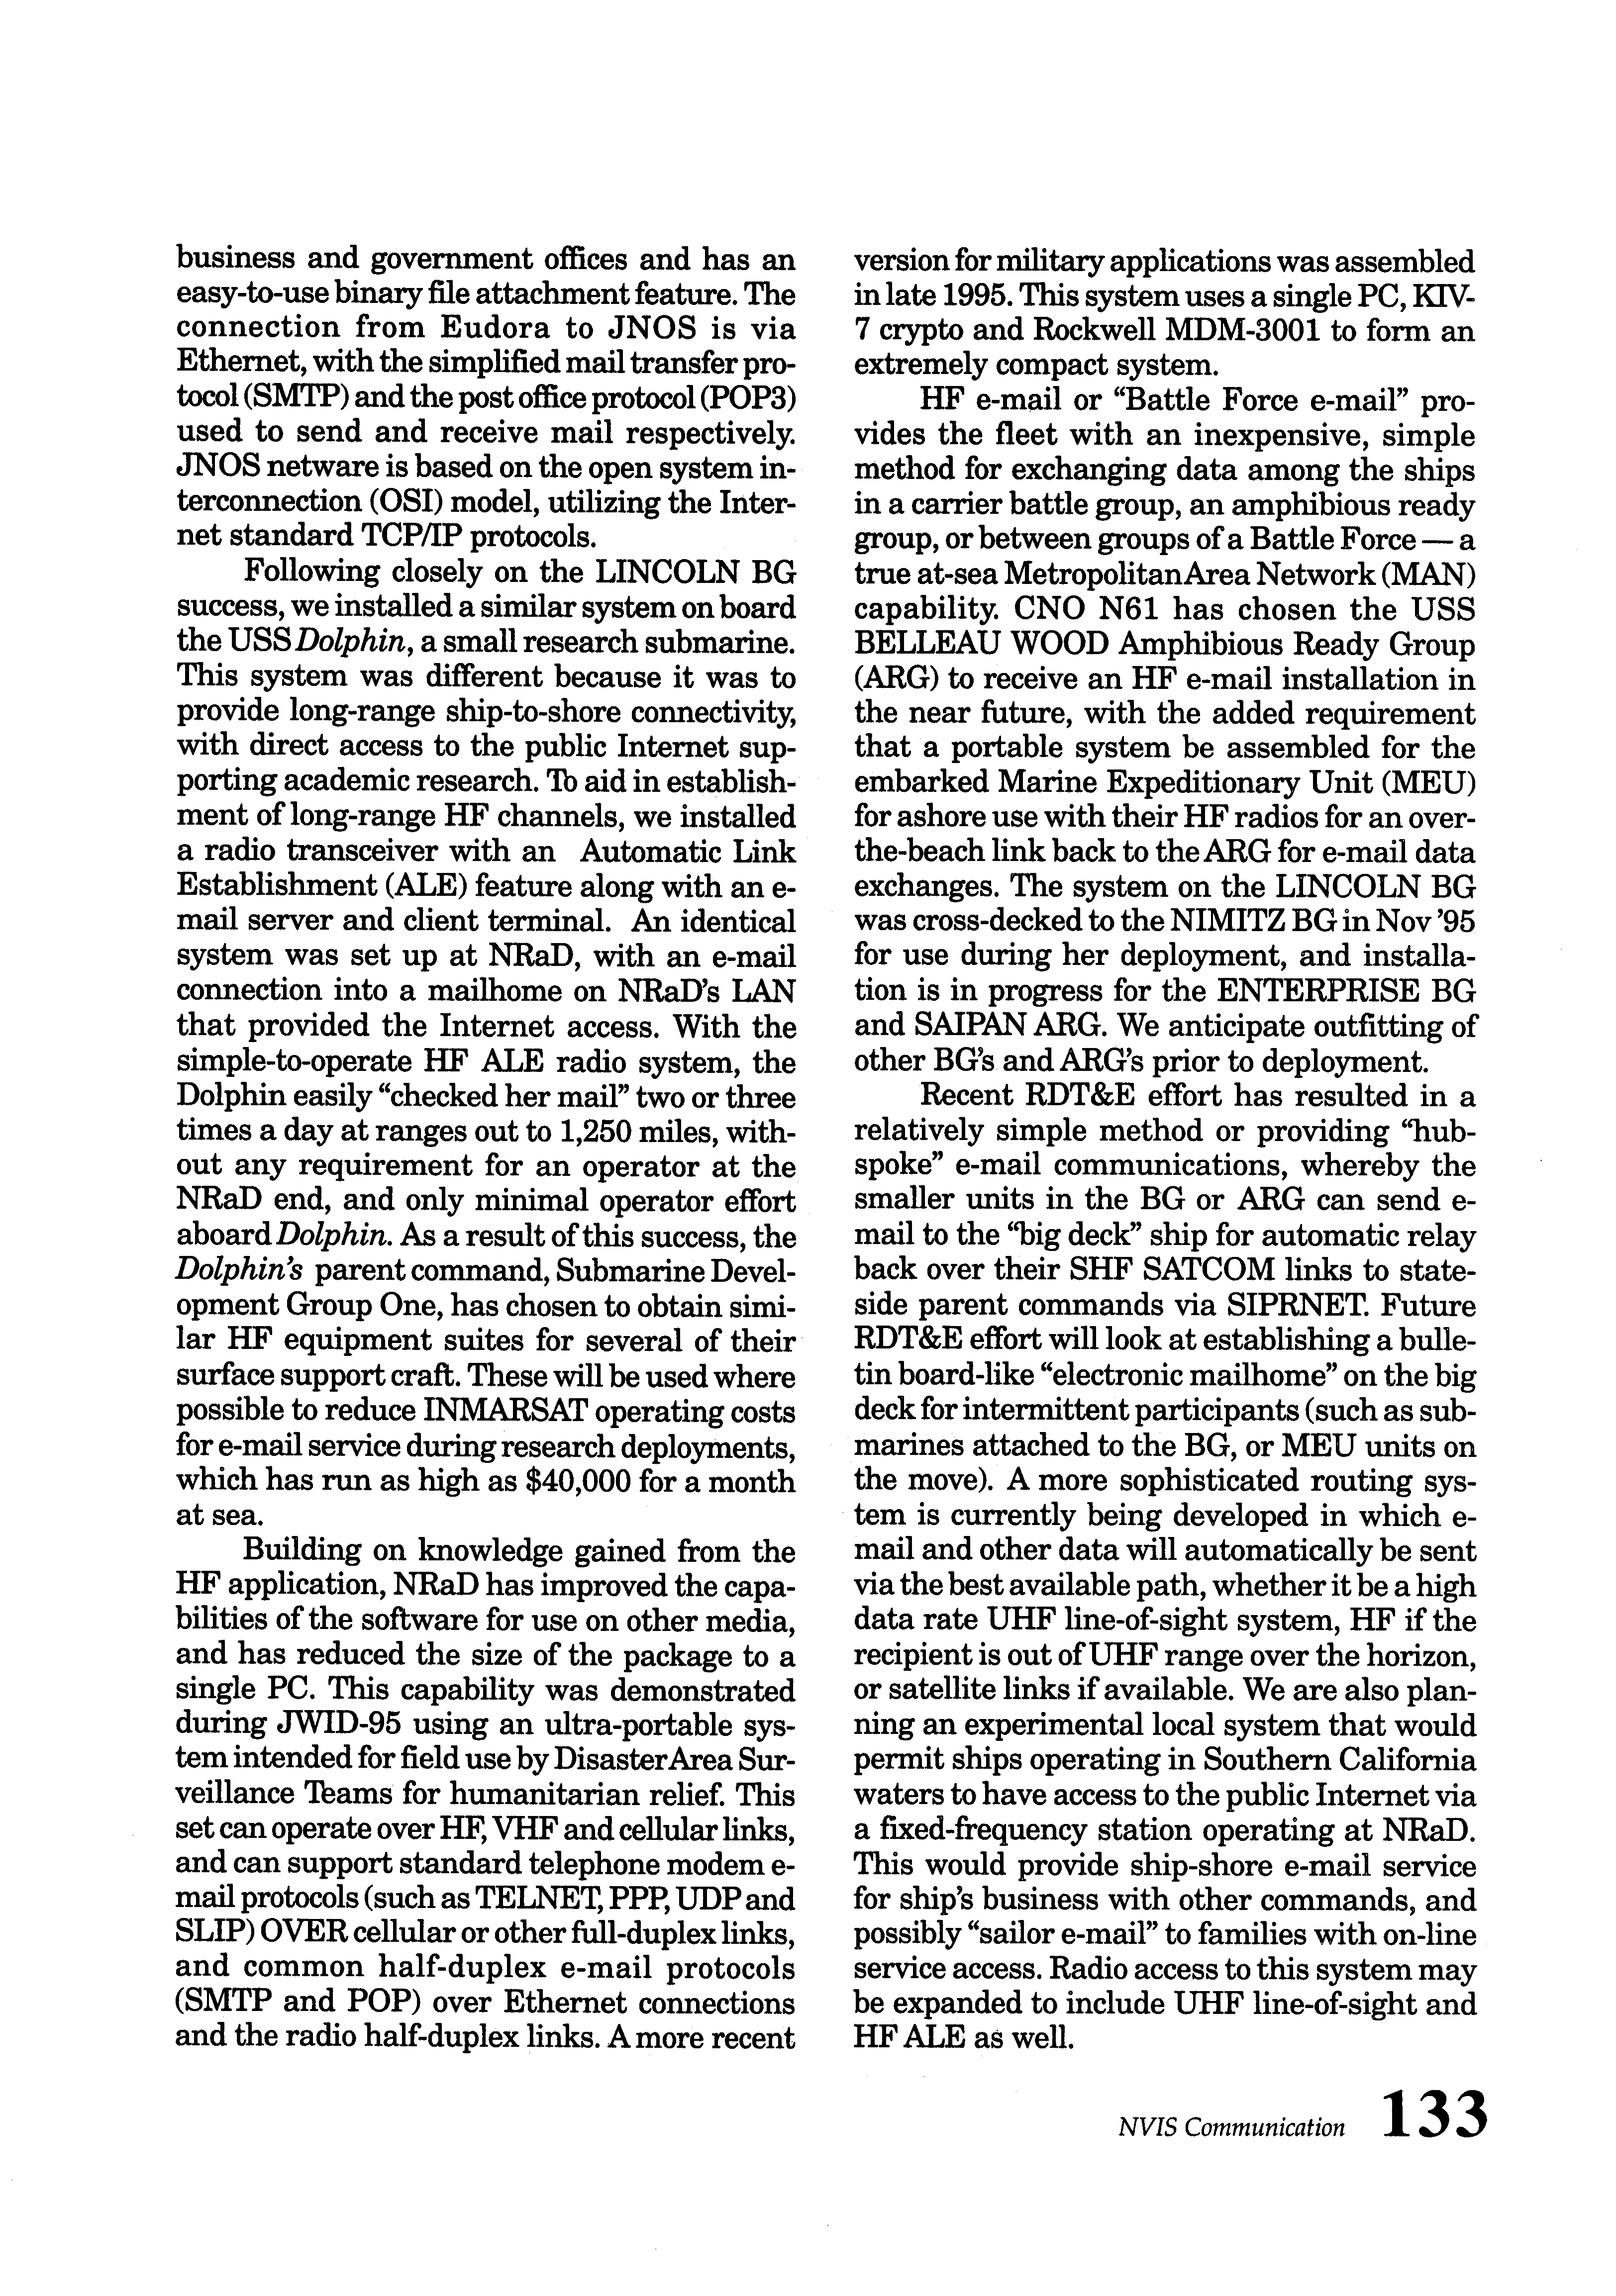 business and government offices and has an
easy-to-use binary file attachment feature. The
connection from Eudora to JNOS is via
Ethernet, with the simplified mail transfer pro-
tocol (SMTP) and the post office protocol (POP3)
used to send and receive mail respectively.
JNOS netware is based on the open system in-
terconnection (OSI) model, utilizing the Inter-
net standard TCP/IP protocols.
Following closely on the LINCOLN BG
success, we installed a similar system on board
the USS Dolphin, a small research submarine.
This system was different because it was to
provide long-range ship-to-shore connectivity,
with direct access to the public Internet sup-
porting academic research. To aid in establish-
ment of long-range HF channels, we installed
a radio transceiver with an Automatic Link
Establishment (ALE) feature along with an e-
mail server and client terminal. An identical
system was set up at NRaD, with an e-mail
connection into a mailhome on NRaD's LAN
that provided the Internet access. With the
simple-to-operate HF ALE radio system, the
Dolphin easily “checked her mail” two or three
times a day at ranges out to 1,250 miles, with-
out any requirement for an operator at the
NRaD end, and only minimal operator effort
aboard Dolphin. As a result of this success, the
Dolphin's parent command, Submarine Devel-
opment Group One, has chosen to obtain simi-
lar HF equipment suites for several of their
surface support craft. These will be used where
possible to reduce INMARSAT operating costs
for e-mail service during research deployments,
which has run as high as $40,000 for a month
at sea.
Building on knowledge gained from the
HF application, NRaD has improved the capa-
bilities of the software for use on other media,
and has reduced the size of the package to a
single PC. This capability was demonstrated
during JWID-95 using an ultra-portable sys-
tem intended for field use by Disaster Area Sur-
veillance Teams for humanitarian relief. This
set can operate over HF, VHF and cellular links,
and can support standard telephone modem e-
mail protocols (such as TELNET, PPP, UDP and
SLIP) OVER cellular or other full-duplex links,
and common half-duplex e-mail protocols
(SMTP and POP) over Ethernet connections
and the radio half-duplex links. A more recent
version for military applications was assembled
in late 1995. This system uses a single PC, KIV-
7 crypto and Rockwell MDM-3001 to form an
extremely compact system.
HF e-mail or “Battle Force e-mail” pro-
vides the fleet with an inexpensive, simple
method for exchanging data among the ships
in a carrier battle group, an amphibious ready
group, or between groups of a Battle Force — a
true at-sea Metropolitan Area Network (MAN)
capability. CNO N61 has chosen the USS
BELLEAU WOOD Amphibious Ready Group
(ARG) to receive an HF e-mail installation in
the near future, with the added requirement
that a portable system be assembled for the
embarked Marine Expeditionary Unit (MEU)
for ashore use with their HF radios for an over-
the-beach link back to the ARG for e-mail data
exchanges. The system on the LINCOLN BG
was cross-decked to the NIMITZ BG in Nov '95
for use during her deployment, and installa-
tion is in progress for the ENTERPRISE BG
and SAIPAN ARG. We anticipate outfitting of
other BG's and ARG's prior to deployment.
Recent RDT&E effort has resulted in a
relatively simple method or providing “hub-
spoke” e-mail communications, whereby the
smaller units in the BG or ARG can send e-
mail to the “big deck” ship for automatic relay
back over their SHF SATCOM links to state-
side parent commands via SIPRNET. Future
RDT&E effort will look at establishing a bulle-
tin board-like “electronic mailhome” on the big
deck for intermittent participants (such as sub-
marines attached to the BG, or MEU units on
the move). A more sophisticated routing sys-
tem is currently being developed in which e-
mail and other data will automatically be sent
via the best available path, whether it be a high
data rate UHF line-of-sight system, HF if the
recipient is out of UHF range over the horizon,
or satellite links if available. We are also plan-
ning an experimental local system that would
permit ships operating in Southern California
waters to have access to the public Internet via
a fixed-frequency station operating at NRaD.
This would provide ship-shore e-mail service
for ship's business with other commands, and
possibly “sailor e-mail” to families with on-line
service access. Radio access to this system may
be expanded to include UHF line-of-sight and
HF ALE as well.
NVIS Communication 133